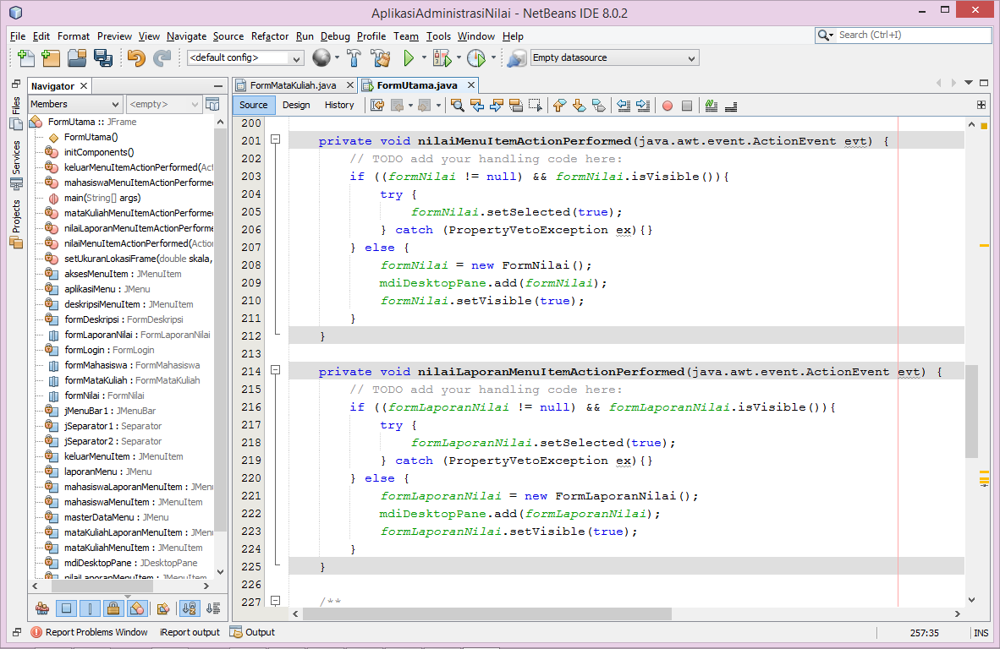 AplikasiAdministrasiNilai - NetBeans IDE 8.0.2
File Edit Format Preview View Navigate Source Refactor Run Debug Profile Team Tools Window Help
Search (Ctrl+I)
<default config>
Empty datasource
Files
Services
Projects
Navigator
Members
<empty>
FormUtama :: JFrame
FormUtama()
initComponents()
keluarMenuItemActionPerformed(Act
mahasiswaMenuItemActionPerformed
main(String[] args)
mataKuliahMenuItemActionPerformed
nilaiLaporanMenuItemActionPerforme
nilaiMenuItemActionPerformed(Action
setUkuranLokasiFrame(double skala,
aksesMenuItem : JMenuItem
aplikasiMenu : JMenu
deskripsiMenuItem : JMenuItem
formDeskripsi : FormDeskripsi
formLaporanNilai : FormLaporanNilai
formLogin : FormLogin
formMahasiswa : FormMahasiswa
formMataKuliah : FormMataKuliah
formNilai : FormNilai
jMenuBar1 : JMenuBar
jSeparator1 : Separator
jSeparator2 : Separator
keluarMenuItem : JMenuItem
laporanMenu : JMenu
mahasiswaLaporanMenuItem : JMenu
mahasiswaMenuItem : JMenuItem
masterDataMenu : JMenu
mataKuliahLaporanMenuItem : JMenu
mataKuliahMenuItem : JMenuItem
mdiDesktopPane : JDesktopPane
nilaiLaporanMenuItem : JMenuItem
FormMataKuliah.java
FormUtama.java
Source Design History
200
201 private void nilaiMenuItemActionPerformed(java.awt.event.ActionEvent evt) {
202 // TODO add your handling code here:
203 if ((formNilai != null) && formNilai.isVisible()){
204 try {
205 formNilai.setSelected(true);
206 } catch (PropertyVetoException ex){}
207 } else {
208 formNilai = new FormNilai();
209 mdiDesktopPane.add(formNilai);
210 formNilai.setVisible(true);
211 }
212 }
213
214 private void nilaiLaporanMenuItemActionPerformed(java.awt.event.ActionEvent evt) {
215 // TODO add your handling code here:
216 if ((formLaporanNilai != null) && formLaporanNilai.isVisible()){
217 try {
218 formLaporanNilai.setSelected(true);
219 } catch (PropertyVetoException ex){}
220 } else {
221 formLaporanNilai = new FormLaporanNilai();
222 mdiDesktopPane.add(formLaporanNilai);
223 formLaporanNilai.setVisible(true);
224 }
225 }
226
227 /**
Report Problems Window iReport output Output
257:35 INS